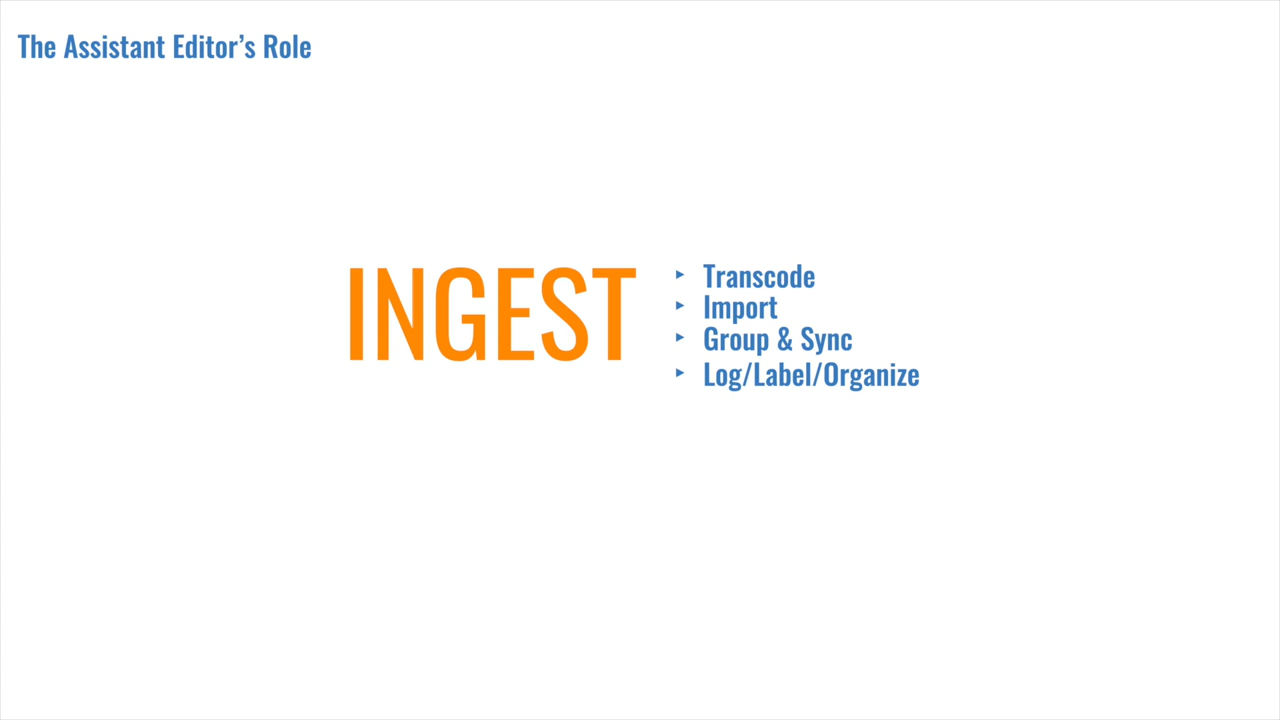 The Assistant Editor’s Role
INGEST
‣ Transcode
‣ Import
‣ Group & Sync
‣ Log/Label/Organize